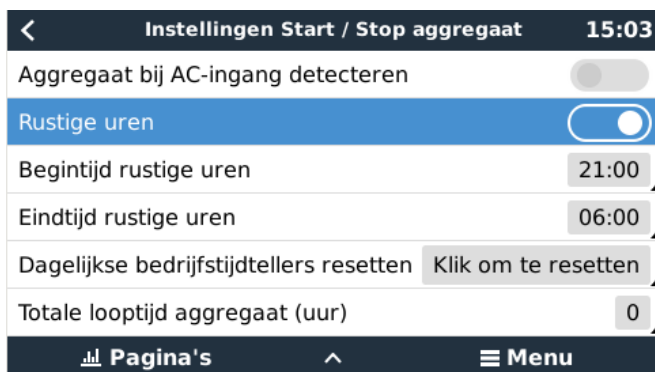 Instellingen Start / Stop aggregaat 15:03
Aggregaat bij AC-ingang detecteren
Rustige uren
Begintijd rustige uren 21:00
Eindtijd rustige uren 06:00
Dagelijkse bedrijfstijdtellers resetten Klik om te resetten
Totale looptijd aggregaat (uur) 0
Pagina's Menu